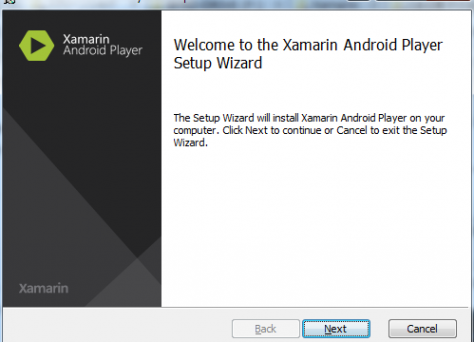 Xamarin
Android Player
Welcome to the Xamarin Android Player
Setup Wizard
The Setup Wizard will install Xamarin Android Player on your
computer. Click Next to continue or Cancel to exit the Setup
Wizard.
Xamarin
Back
Next
Cancel